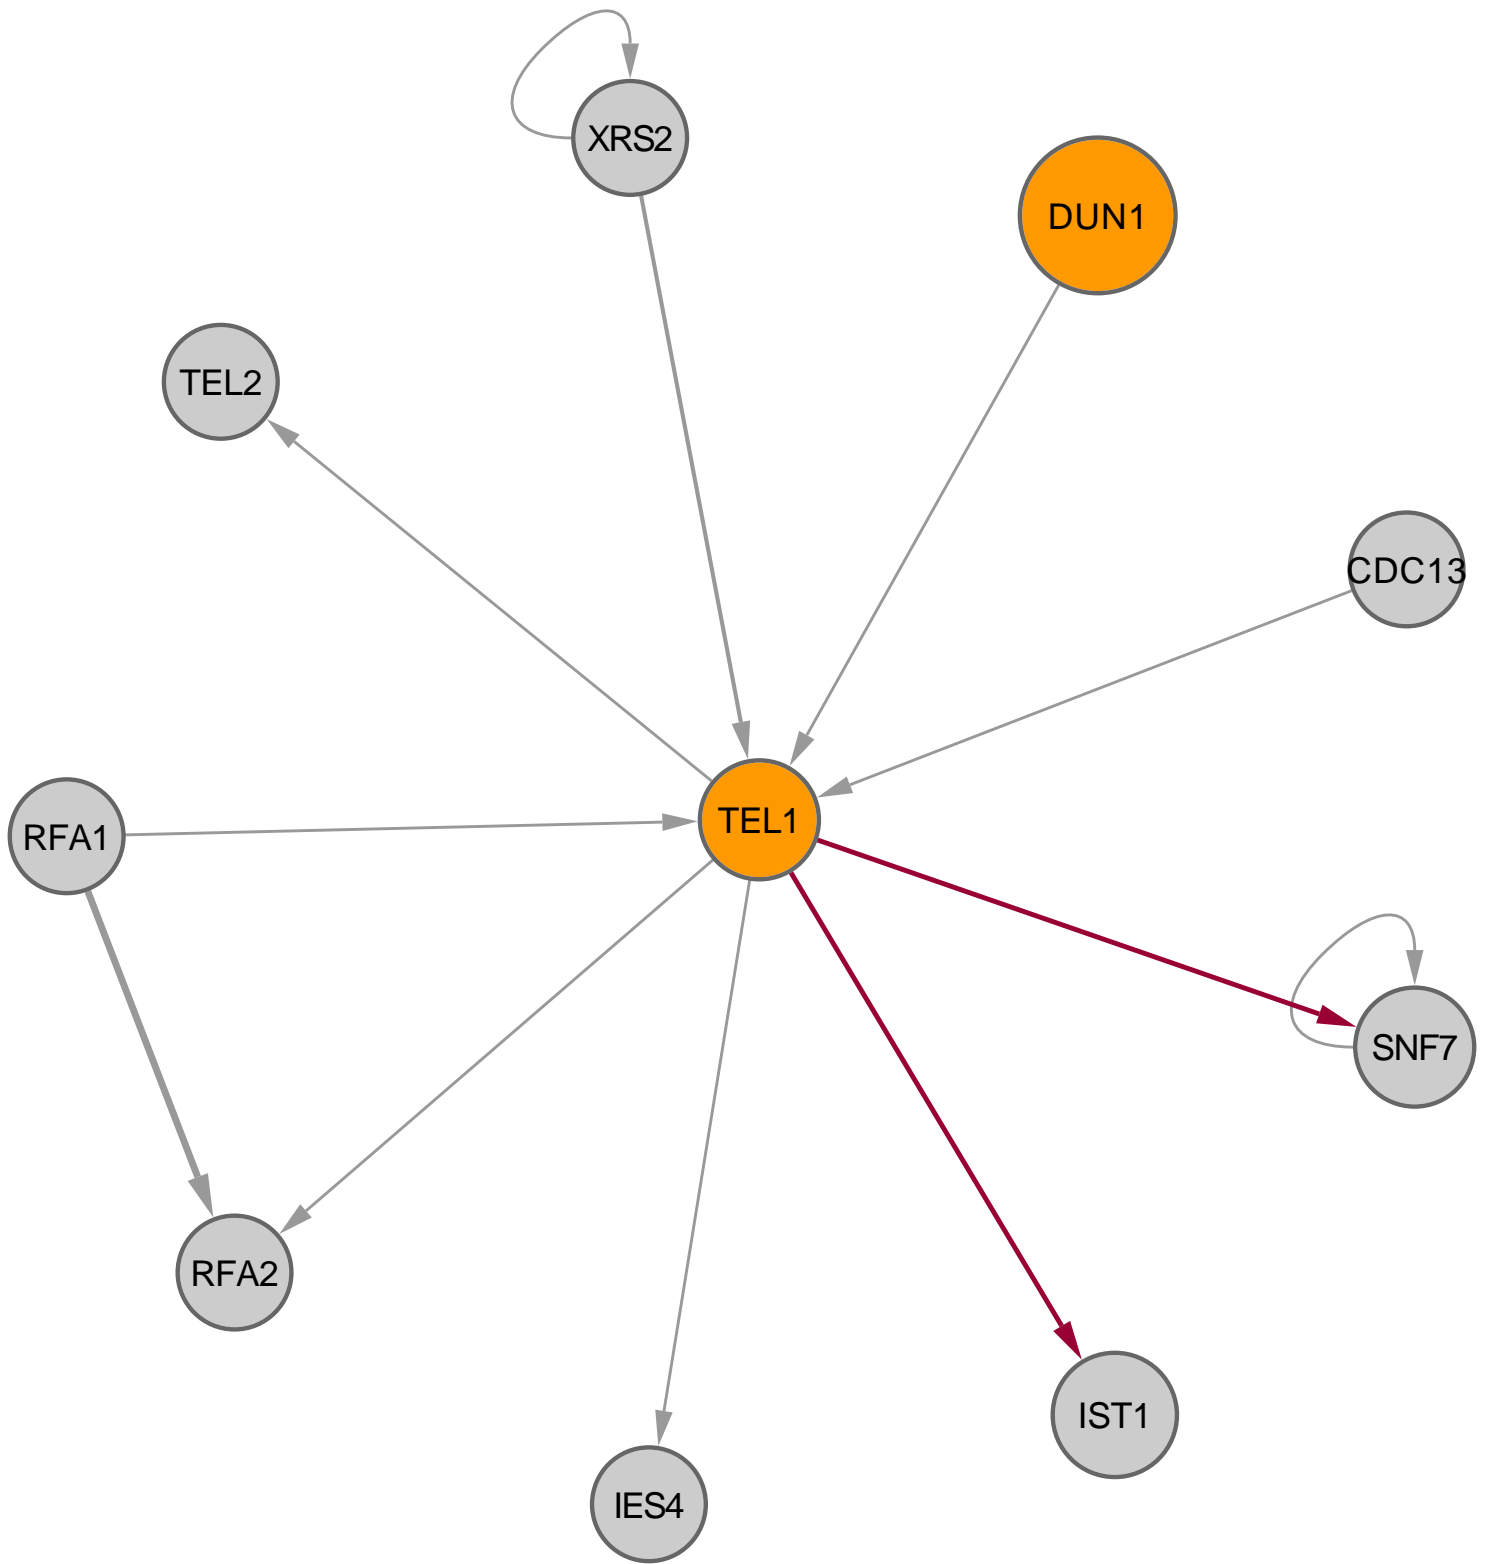 XRS2
DUN1
TEL2
CDC13
TEL1
RFA1
SNF7
RFA2
IST1
IES4